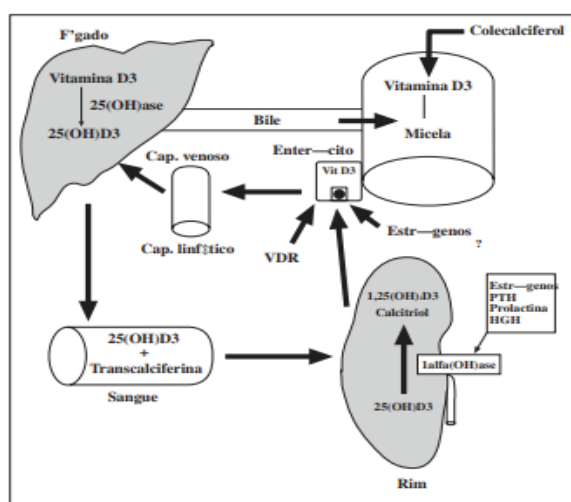 F'gado
Vitamina D3
25(OH)ase
25(OH)D3
Colecalciferol
Vitamina D3
Micela
Bile
Enter—cito
Vit D3
Cap. venoso
Cap. linf‡tico
VDR
Estr—genos
?
1,25(OH)2D3
Calcitriol
Estr—genos
PTH
Prolactina
HGH
1alfa(OH)ase
25(OH)D3
+
Transcalciferina
Sangue
25(OH)D3
Rim